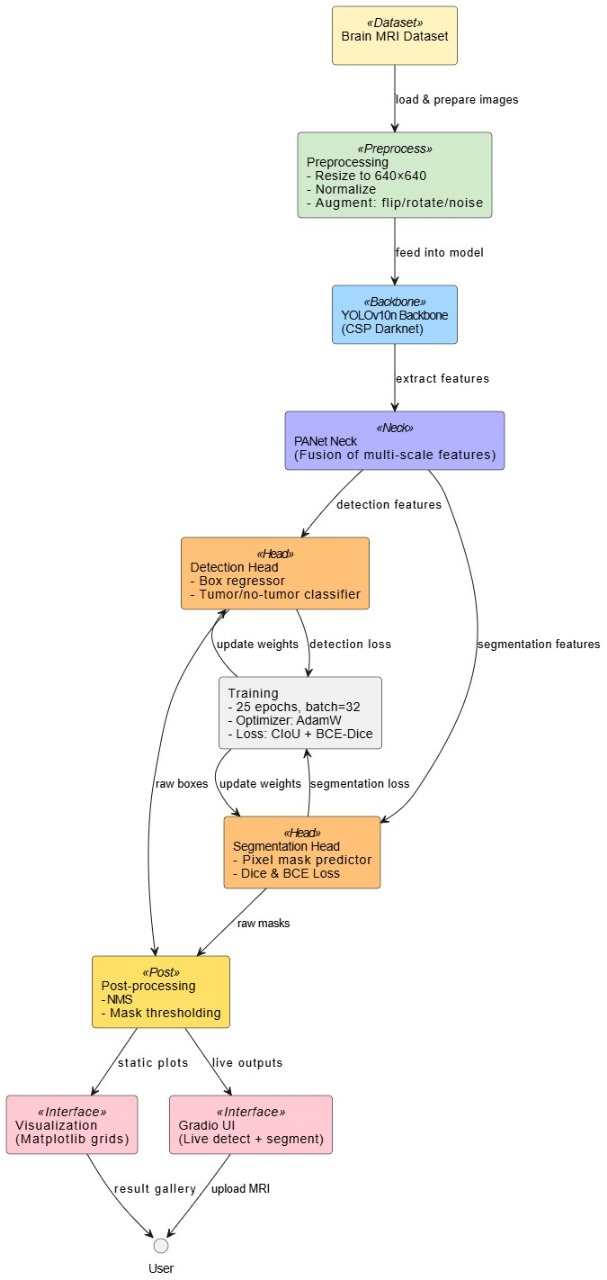 «Dataset»
Brain MRI Dataset
load & prepare images
«Preprocess»
Preprocessing
- Resize to 640×640
- Normalize
- Augment: flip/rotate/noise
feed into model
«Backbone»
YOLOv10n Backbone
(CSP Darknet)
extract features
«Neck»
PANet Neck
(Fusion of multi-scale features)
detection features
«Head»
Detection Head
- Box regressor
- Tumor/no-tumor classifier
update weights
detection loss
segmentation features
Training
- 25 epochs, batch=32
- Optimizer: AdamW
- Loss: CIoU + BCE-Dice
raw boxes
update weights
segmentation loss
«Head»
Segmentation Head
- Pixel mask predictor
- Dice & BCE Loss
raw masks
«Post»
Post-processing
- NMS
- Mask thresholding
static plots
live outputs
«Interface»
Visualization
(Matplotlib grids)
«Interface»
Gradio UI
(Live detect + segment)
result gallery
upload MRI
User